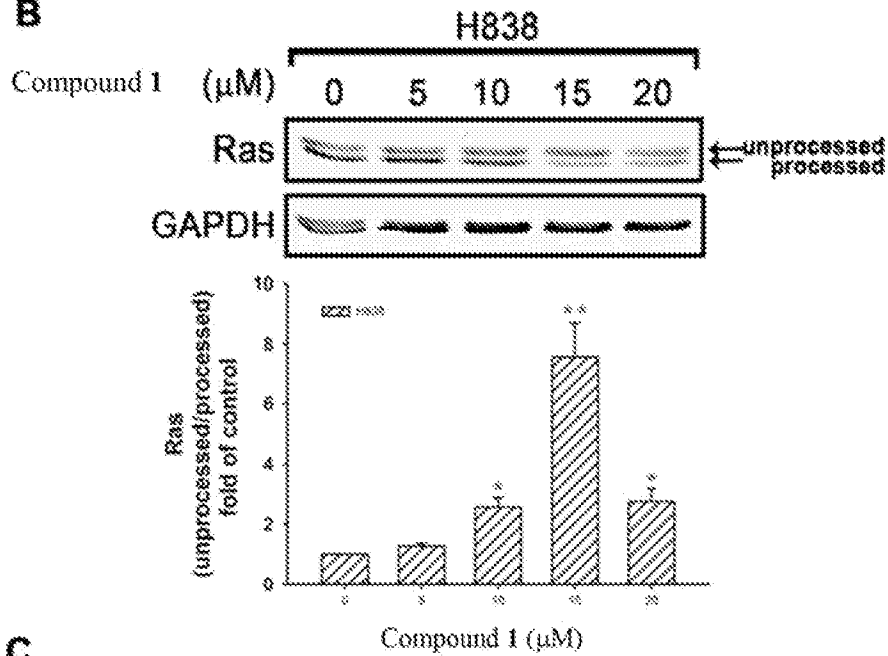 B
H838
Compound 1 (μM) 0 5 10 15 20
Ras
unprocessed
processed
GAPDH
Ras
(unprocessed/processed)
fold of control
10
8
6
4
2
0
*
**
*
Compound 1 (μM)
C